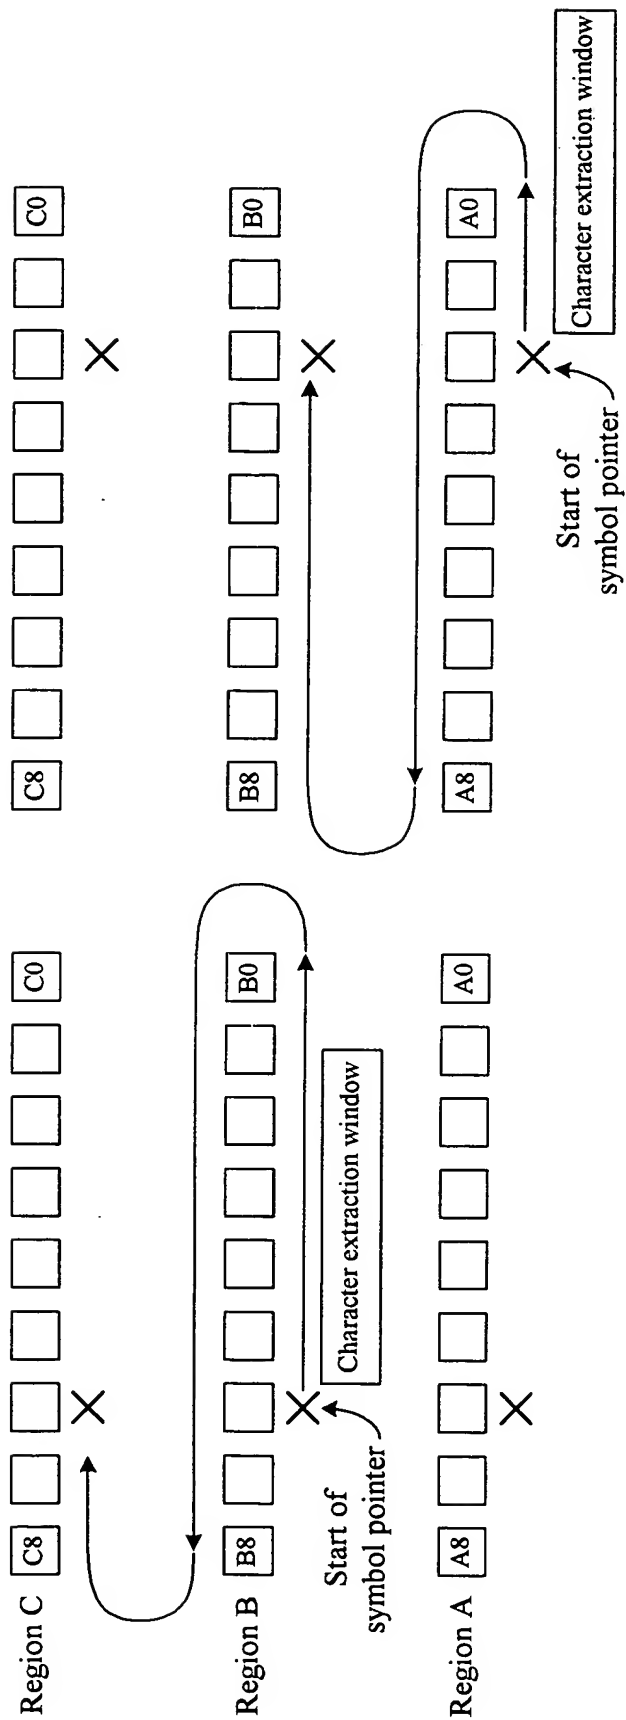 Region C
C8
C0
C8
C0
Region B
B8
B0
B8
B0
Start of
symbol pointer
Character extraction window
Region A
A8
A0
A8
A0
Start of
symbol pointer
Character extraction window